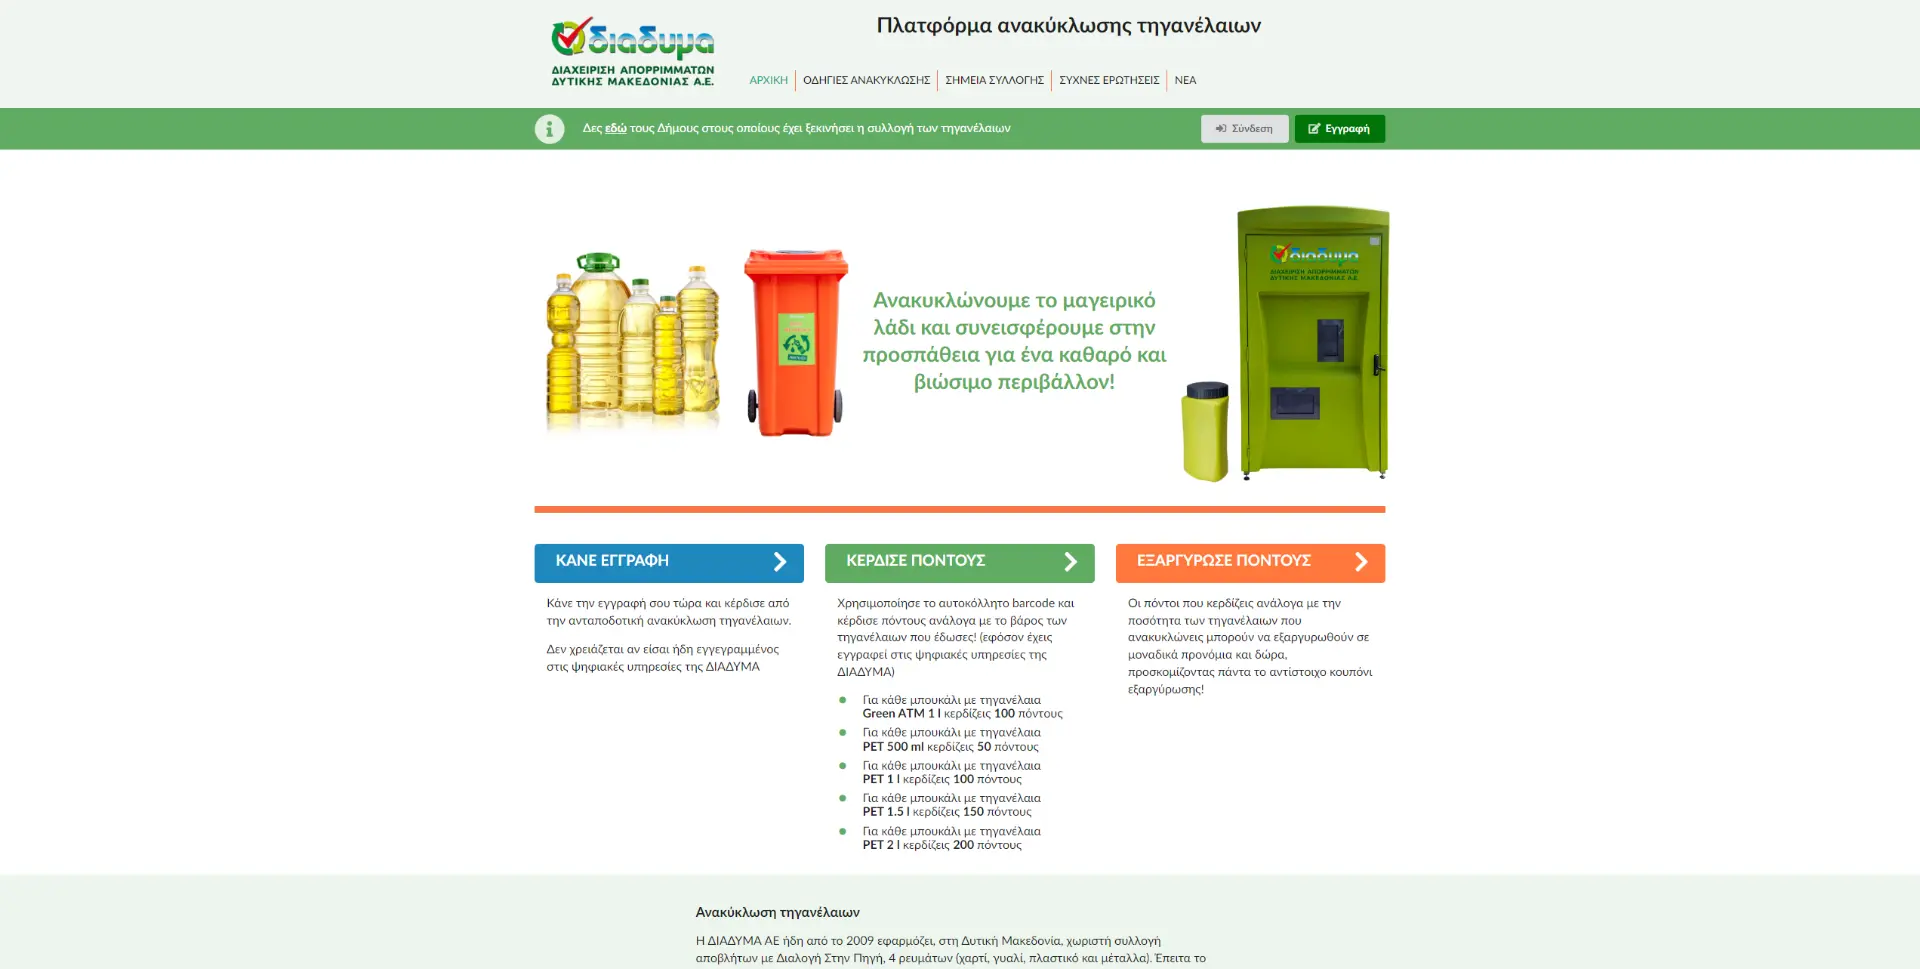 διαδυμα
ΔΙΑΧΕΙΡΙΣΗ ΑΠΟΡΡΙΜΜΑΤΩΝ
ΔΥΤΙΚΗΣ ΜΑΚΕΔΟΝΙΑΣ Α.Ε.
Πλατφόρμα ανακύκλωσης τηγανέλαιων
ΑΡΧΙΚΗ
ΟΔΗΓΙΕΣ ΑΝΑΚΥΚΛΩΣΗΣ
ΣΗΜΕΙΑ ΣΥΛΛΟΓΗΣ
ΣΥΧΝΕΣ ΕΡΩΤΗΣΕΙΣ
ΝΕΑ
Δες εδώ τους Δήμους στους οποίους έχει ξεκινήσει η συλλογή των τηγανέλαιων
Σύνδεση
Εγγραφή
διαδυμα
ΔΙΑΧΕΙΡΙΣΗ ΑΠΟΡΡΙΜΜΑΤΩΝ
ΔΥΤΙΚΗΣ ΜΑΚΕΔΟΝΙΑΣ Α.Ε.
Ανακυκλώνουμε το μαγειρικό
λάδι και συνεισφέρουμε στην
προσπάθεια για ένα καθαρό και
βιώσιμο περιβάλλον!
ΚΑΝΕ ΕΓΓΡΑΦΗ
Κάνε την εγγραφή σου τώρα και κέρδισε από
την ανταποδοτική ανακύκλωση τηγανέλαιων.
Δεν χρειάζεται αν είσαι ήδη εγγεγραμμένος
στις ψηφιακές υπηρεσίες της ΔΙΑΔΥΜΑ
ΚΕΡΔΙΣΕ ΠΟΝΤΟΥΣ
Χρησιμοποίησε το αυτοκόλλητο barcode και
κέρδισε πόντους ανάλογα με το βάρος των
τηγανέλαιων που έδωσες! (εφόσον έχεις
εγγραφεί στις ψηφιακές υπηρεσίες της
ΔΙΑΔΥΜΑ)
Για κάθε μπουκάλι με τηγανέλαια
Green ATM 1 l κερδίζεις 100 πόντους
Για κάθε μπουκάλι με τηγανέλαια
PET 500 ml κερδίζεις 50 πόντους
Για κάθε μπουκάλι με τηγανέλαια
PET 1 l κερδίζεις 100 πόντους
Για κάθε μπουκάλι με τηγανέλαια
PET 1.5 l κερδίζεις 150 πόντους
Για κάθε μπουκάλι με τηγανέλαια
PET 2 l κερδίζεις 200 πόντους
ΕΞΑΡΓΥΡΩΣΕ ΠΟΝΤΟΥΣ
Οι πόντοι που κερδίζεις ανάλογα με την
ποσότητα των τηγανέλαιων που
ανακυκλώνεις μπορούν να εξαργυρωθούν σε
μοναδικά προνόμια και δώρα,
προσκομίζοντας πάντα το αντίστοιχο κουπόνι
εξαργύρωσης!
Ανακύκλωση τηγανέλαιων
Η ΔΙΑΔΥΜΑ ΑΕ ήδη από το 2009 εφαρμόζει, στη Δυτική Μακεδονία, χωριστή συλλογή
αποβλήτων με Διαλογή Στην Πηγή, 4 ρευμάτων (χαρτί, γυαλί, πλαστικό και μέταλλα). Έπειτα το